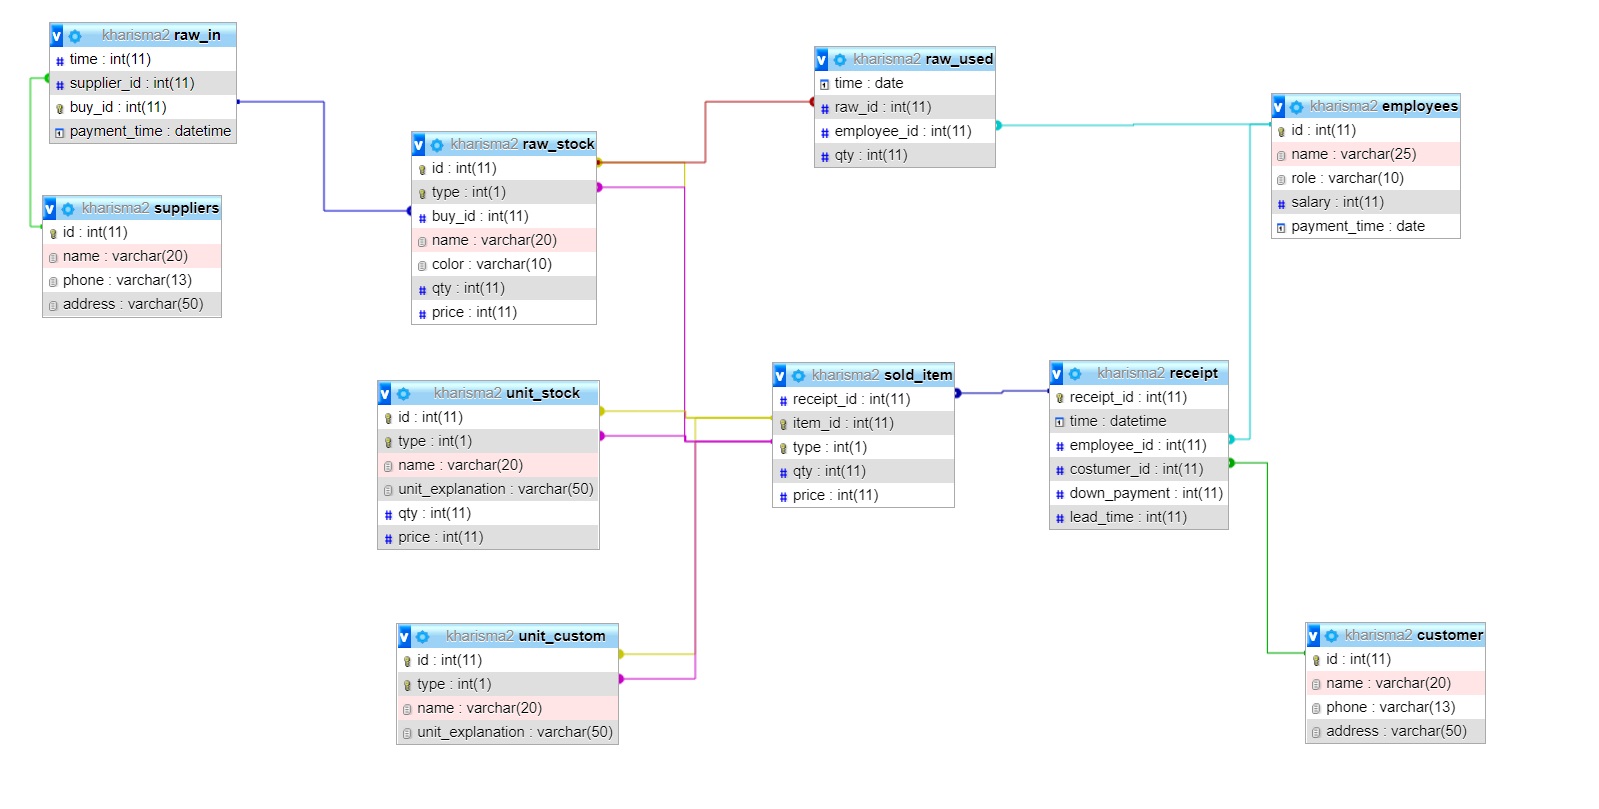 kharisma2 raw_in
time : int(11)
supplier_id : int(11)
buy_id : int(11)
payment_time : datetime
kharisma2 suppliers
id : int(11)
name : varchar(20)
phone : varchar(13)
address : varchar(50)
kharisma2 raw_stock
id : int(11)
type : int(1)
buy_id : int(11)
name : varchar(20)
color : varchar(10)
qty : int(11)
price : int(11)
kharisma2 raw_used
time : date
raw_id : int(11)
employee_id : int(11)
qty : int(11)
kharisma2 employees
id : int(11)
name : varchar(25)
role : varchar(10)
salary : int(11)
payment_time : date
kharisma2 unit_stock
id : int(11)
type : int(1)
name : varchar(20)
unit_explanation : varchar(50)
qty : int(11)
price : int(11)
kharisma2 sold_item
receipt_id : int(11)
item_id : int(11)
type : int(1)
qty : int(11)
price : int(11)
kharisma2 receipt
receipt_id : int(11)
time : datetime
employee_id : int(11)
costumer_id : int(11)
down_payment : int(11)
lead_time : int(11)
kharisma2 unit_custom
id : int(11)
type : int(1)
name : varchar(20)
unit_explanation : varchar(50)
kharisma2 customer
id : int(11)
name : varchar(20)
phone : varchar(13)
address : varchar(50)